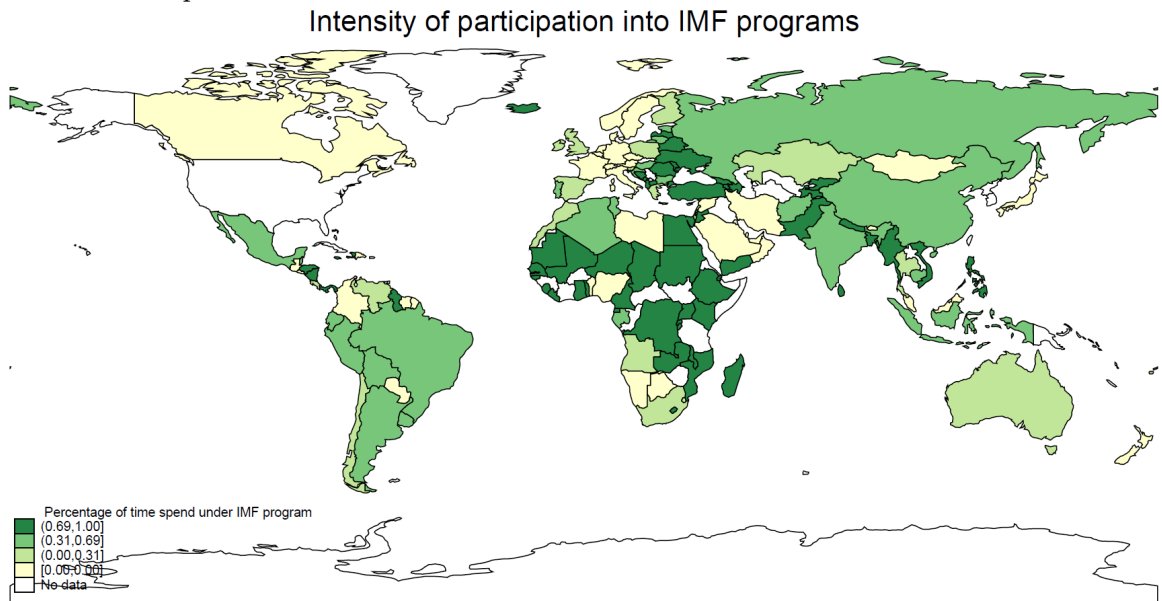 Intensity of participation into IMF programs
Percentage of time spend under IMF program
(0.69,1.00]
(0.31,0.69]
(0.00,0.31]
[0.00,0.00]
No data